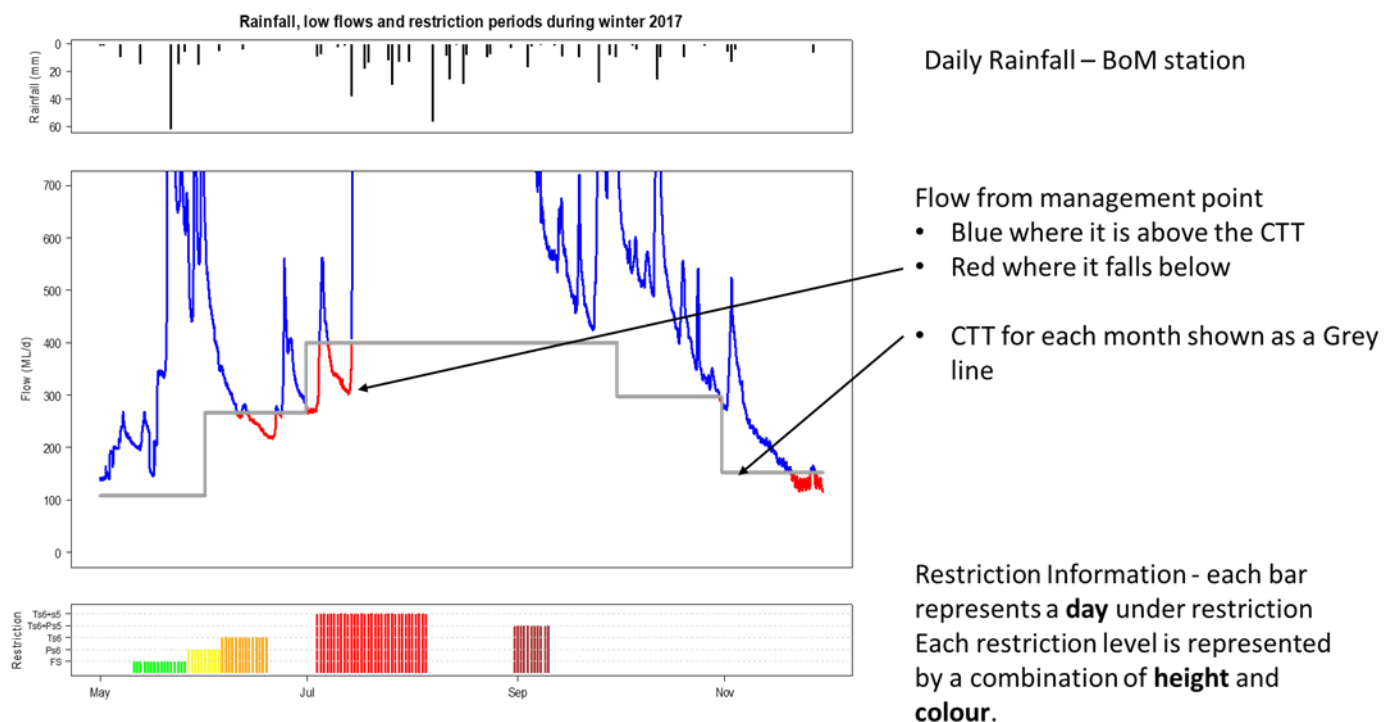 Rainfall, low flows and restriction periods during winter 2017
Rainfall (mm)
0
20
40
60
Daily Rainfall – BoM station
Flow (ML/d)
700
600
500
400
300
200
100
0
Flow from management point
• Blue where it is above the CTT
• Red where it falls below
• CTT for each month shown as a Grey
line
Restriction
Ts6+s5
Ts6+Ps5
Ts6
Ps6
FS
May
Jul
Sep
Nov
Restriction Information - each bar
represents a day under restriction
Each restriction level is represented
by a combination of height and
colour.